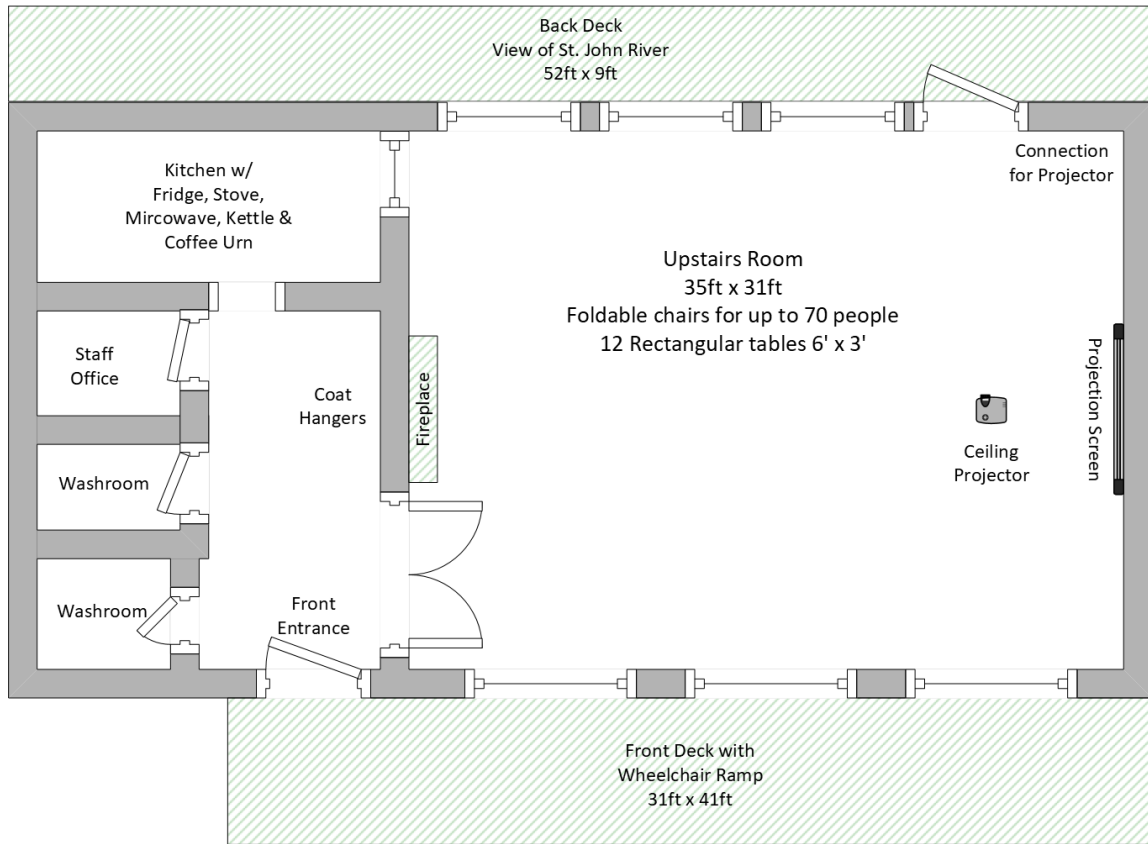 Back Deck
View of St. John River
52ft x 9ft
Kitchen w/
Fridge, Stove,
Mircowave, Kettle &
Coffee Urn
Connection
for Projector
Upstairs Room
35ft x 31ft
Foldable chairs for up to 70 people
12 Rectangular tables 6' x 3'
Staff
Office
Coat
Hangers
Fireplace
Projection Screen
Ceiling
Projector
Washroom
Washroom
Front
Entrance
Front Deck with
Wheelchair Ramp
31ft x 41ft